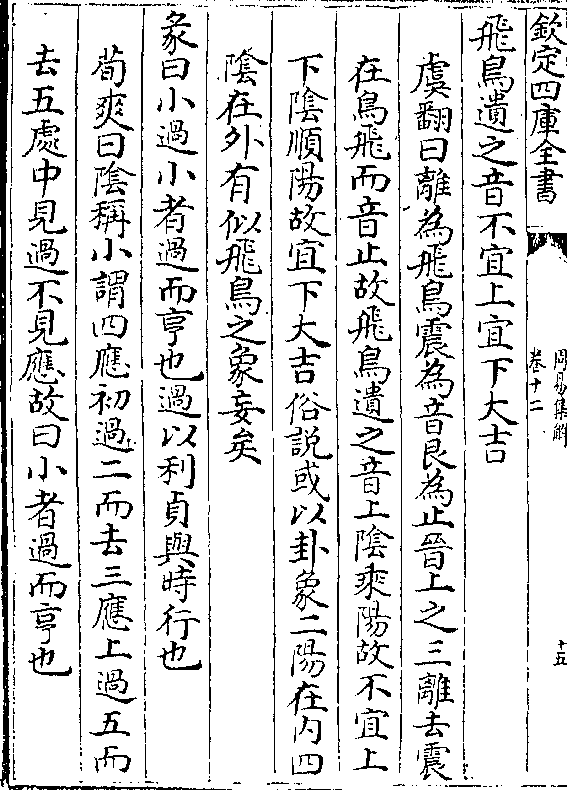 欽定四庫全書
周易集解
卷十二
十五
飛鳥遺之音不宜上宜下大吉
虞翻曰離為飛鳥震為音艮為止晉上之三離去震
在鳥飛而音止故飛鳥遺之音上陰乘陽故不宜上
下陰順陽故宜下大吉俗說或以卦象二陽在内四
陰在外有似飛鳥之象妄矣
彖曰小過小者過而亨也過以利貞與時行也
荀爽曰陰稱小謂四應初過二而去三應上過五而
去五處中見過不見應故曰小者過而亨也